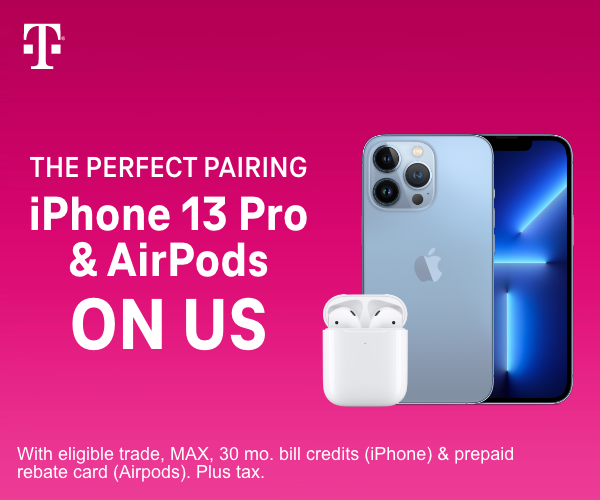 T
THE PERFECT PAIRING
iPhone 13 Pro
& AirPods
ON US
With eligible trade, MAX, 30 mo. bill credits (iPhone) & prepaid
rebate card (Airpods). Plus tax.